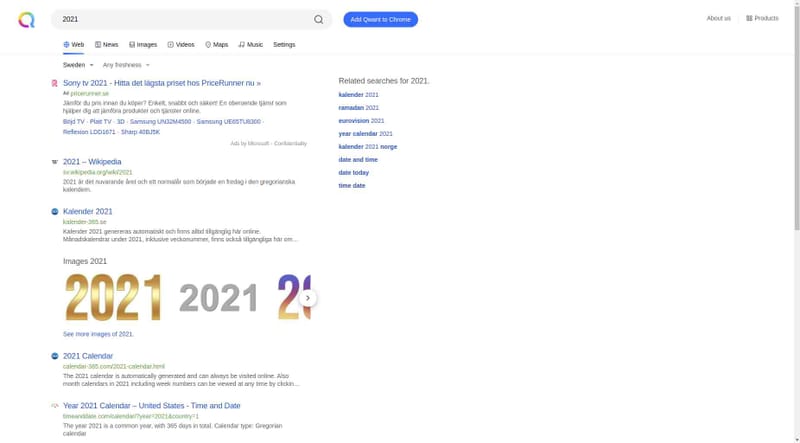 2021
Add Qwant to Chrome
About us
Products
Web
News
Images
Videos
Maps
Music
Settings
Sweden
Any freshness
Sony tv 2021 - Hitta det lägsta priset hos PriceRunner nu »
Ad pricerunner.se
Jämför du pris innan du köper? Enkelt, snabbt och säkert! En oberoende tjänst som
hjälper dig att jämföra produkter och tjänster online.
Böjd TV · Platt TV · 3D · Samsung UN32M4500 · Samsung UE65TU8300 ·
Reflexion LDD1671 · Sharp 40BJ5K
Ads by Microsoft - Confidentiality
2021 – Wikipedia
sv.wikipedia.org/wiki/2021
2021 är det nuvarande året och ett normalår som började en fredag i den gregorianska
kalendern.
Kalender 2021
kalender-365.se
Kalender 2021 genereras automatiskt och finns alltid tillgänglig här online.
Månadskalendrar under 2021, inklusive veckonummer, finns också tillgängliga här om…
Images 2021
2021
2021
See more images of 2021.
2021 Calendar
calendar-365.com/2021-calendar.html
The 2021 calendar is automatically generated and can always be visited online. Also
month calendars in 2021 including week numbers can be viewed at any time by clickin…
Year 2021 Calendar – United States - Time and Date
timeanddate.com/calendar/?year=2021&country=1
The year 2021 is a common year, with 365 days in total. Calendar type: Gregorian
calendar
Related searches for 2021.
kalender 2021
ramadan 2021
eurovision 2021
year calendar 2021
kalender 2021 norge
date and time
date today
time date